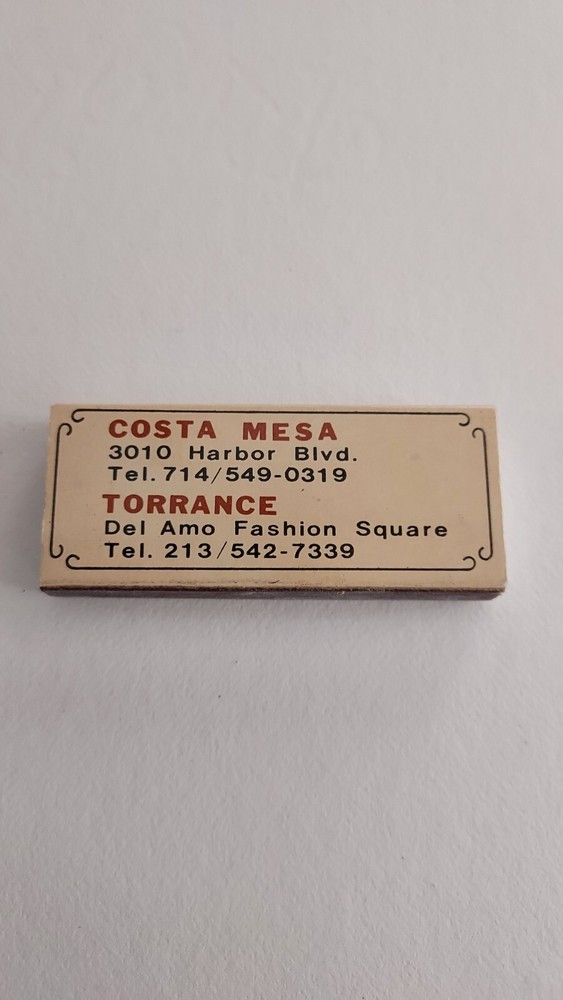 COSTA MESA
3010 Harbor Blvd.
Tel. 714/549-0319
TORRANCE
Del Amo Fashion Square
Tel. 213/542-7339